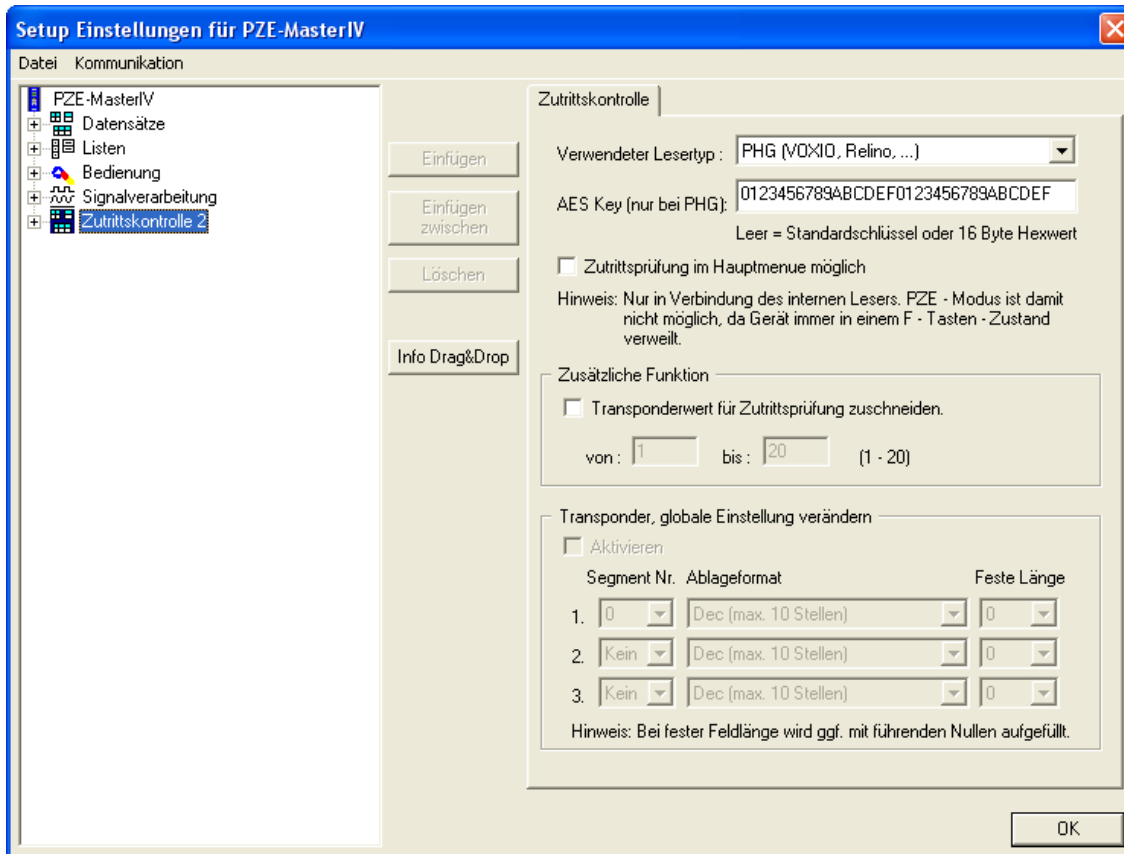 Setup Einstellungen für PZE-MasterIV
Datei Kommunikation
PZE-MasterIV
Datensätze
Listen
Bedienung
Signalverarbeitung
Zutrittskontrolle 2
Einfügen
Einfügen
zwischen
Löschen
Info Drag&Drop
Zutrittskontrolle
Verwendeter Lesertyp : PHG (VOXIO, Relino, ...)
AES Key (nur bei PHG): 0123456789ABCDEF0123456789ABCDEF
Leer = Standardschlüssel oder 16 Byte Hexwert
Zutrittsprüfung im Hauptmenue möglich
Hinweis: Nur in Verbindung des internen Lesers. PZE - Modus ist damit
nicht möglich, da Gerät immer in einem F - Tasten - Zustand
verweilt.
Zusätzliche Funktion
Transponderwert für Zutrittsprüfung zuschneiden.
von : 1 bis : 20 (1 - 20)
Transponder, globale Einstellung verändern
Aktivieren
Segment Nr. Ablageformat Feste Länge
1. 0 Dec (max. 10 Stellen) 0
2. Kein Dec (max. 10 Stellen) 0
3. Kein Dec (max. 10 Stellen) 0
Hinweis: Bei fester Feldlänge wird ggf. mit führenden Nullen aufgefüllt.
OK